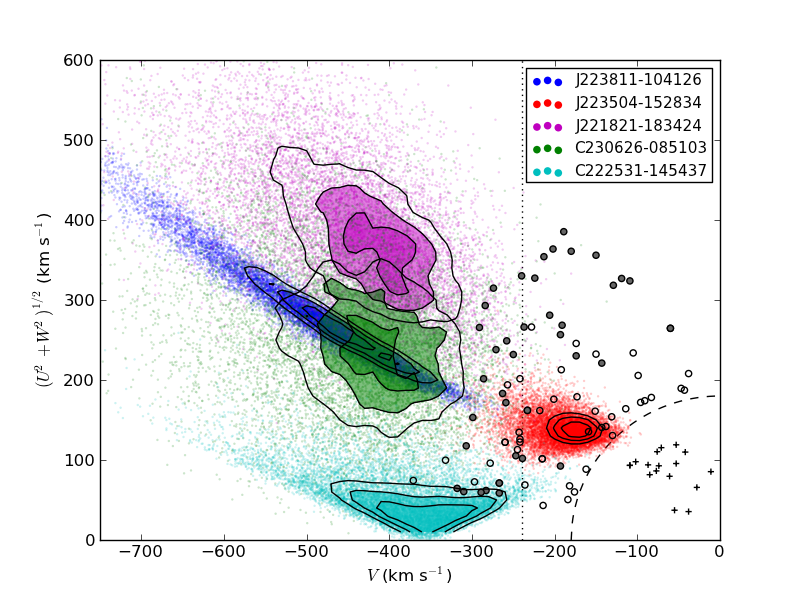 600
500
400
300
200
100
0
−700
−600
−500
−400
−300
−200
−100
0
(U² + W²)^{1/2} (km s⁻¹)
V (km s⁻¹)
J223811-104126
J223504-152834
J221821-183424
C230626-085103
C222531-145437